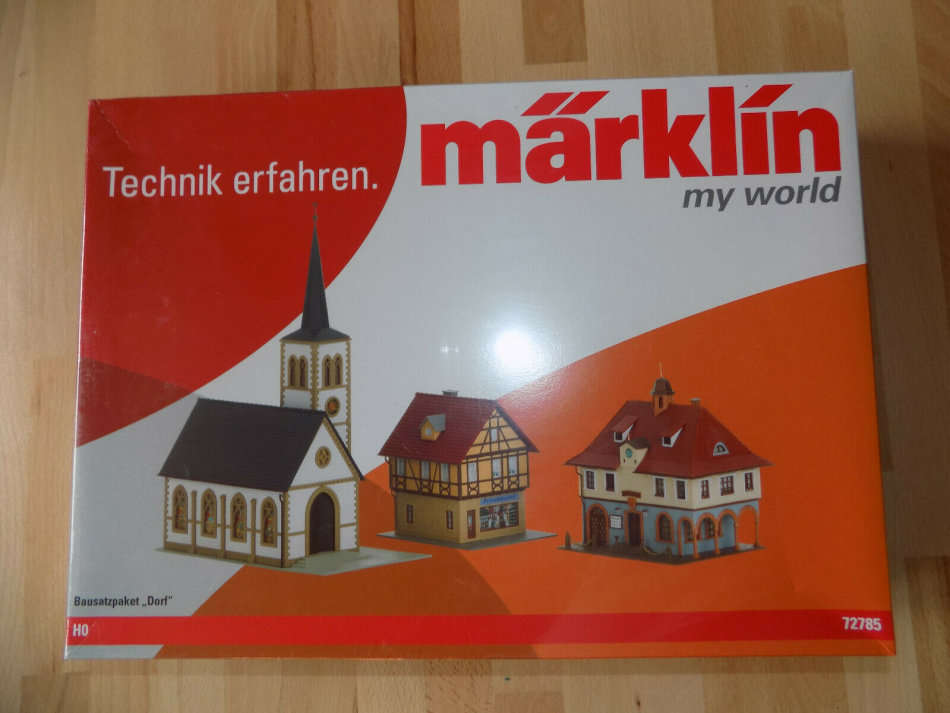 Technik erfahren.
märklin
my world
Bausatzpaket „Dorf“
H0
72785